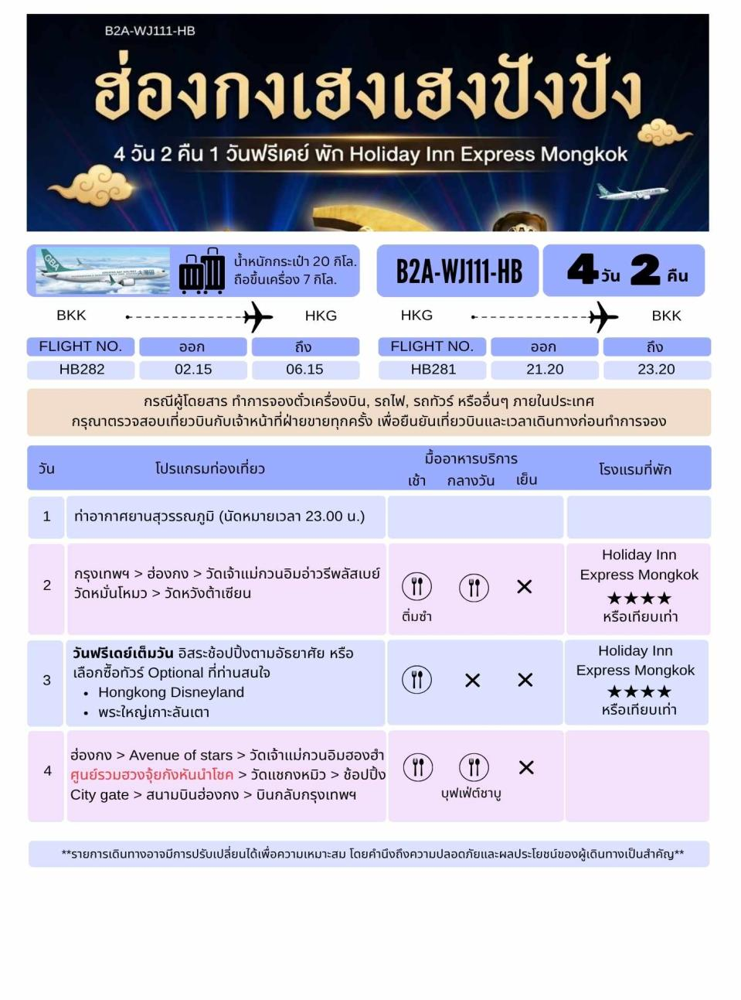 B2A-WJ111-HB
ฮ่องกงเฮงเฮงปังปัง
4 วัน 2 คืน 1 วันฟรีเดย์ พัก Holiday Inn Express Mongkok
GBA
น้ำหนักกระเป๋า 20 กิโล.
ถือขึ้นเครื่อง 7 กิโล.
B2A-WJ111-HB
4 วัน 2 คืน
BKK HKG
HKG BKK
FLIGHT NO. ออก ถึง
FLIGHT NO. ออก ถึง
HB282 02.15 06.15
HB281 21.20 23.20
กรณีผู้โดยสาร ทำการจองตั๋วเครื่องบิน, รถไฟ, รถทัวร์ หรืออื่นๆ ภายในประเทศ
กรุณาตรวจสอบเที่ยวบินกับเจ้าหน้าที่ฝ่ายขายทุกครั้ง เพื่อยืนยันเที่ยวบินและเวลาเดินทางก่อนทำการจอง
วัน โปรแกรมท่องเที่ยว มื้ออาหารบริการ โรงแรมที่พัก
เช้า กลางวัน เย็น
1 ท่าอากาศยานสุวรรณภูมิ (นัดหมายเวลา 23.00 น.)
2
กรุงเทพฯ > ฮ่องกง > วัดเจ้าแม่กวนอิมอ่าวรีพลัสเบย์
วัดหมั่นโหมว > วัดหวังต้าเซียน
ติ่มซำ
Holiday Inn
Express Mongkok
★★★★
หรือเทียบเท่า
3
วันฟรีเดย์เต็มวัน อิสระช้อปปิ้งตามอัธยาศัย หรือ
เลือกซื้อทัวร์ Optional ที่ท่านสนใจ
• Hongkong Disneyland
• พระใหญ่เกาะลันเตา
Holiday Inn
Express Mongkok
★★★★
หรือเทียบเท่า
4
ฮ่องกง > Avenue of stars > วัดเจ้าแม่กวนอิมฮองฮำ
ศูนย์รวมฮวงจุ้ยกังหันนำโชค > วัดแชกงหมิว > ช้อปปิ้ง
City gate > สนามบินฮ่องกง > บินกลับกรุงเทพฯ
บุฟเฟ่ต์ชาบู
**รายการเดินทางอาจมีการปรับเปลี่ยนได้เพื่อความเหมาะสม โดยคำนึงถึงความปลอดภัยและผลประโยชน์ของผู้เดินทางเป็นสำคัญ**